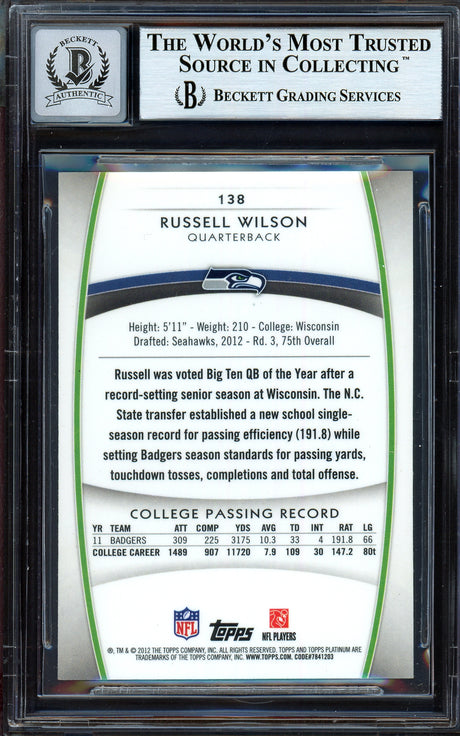 BECKETT
B
AUTHENTIC
THE WORLD'S MOST TRUSTED
SOURCE IN COLLECTING™
B BECKETT GRADING SERVICES
138
RUSSELL WILSON
QUARTERBACK
Height: 5'11" - Weight: 210 - College: Wisconsin
Drafted: Seahawks, 2012 - Rd. 3, 75th Overall
Russell was voted Big Ten QB of the Year after a
record-setting senior season at Wisconsin. The N.C.
State transfer established a new school single-
season record for passing efficiency (191.8) while
setting Badgers season standards for passing yards,
touchdown tosses, completions and total offense.
COLLEGE PASSING RECORD
YR TEAM ATT COMP YDS AVG TD INT RAT LG
11 BADGERS 309 225 3175 10.3 33 4 191.8 66
COLLEGE CAREER 1489 907 11720 7.9 109 30 147.2 80t
NFL
topps
NFL PLAYERS
®, TM & © 2012 THE TOPPS COMPANY, INC. ALL RIGHTS RESERVED. TOPPS AND TOPPS PLATINUM ARE
TRADEMARKS OF THE TOPPS COMPANY, INC. WWW.TOPPS.COM. CODE#7841203